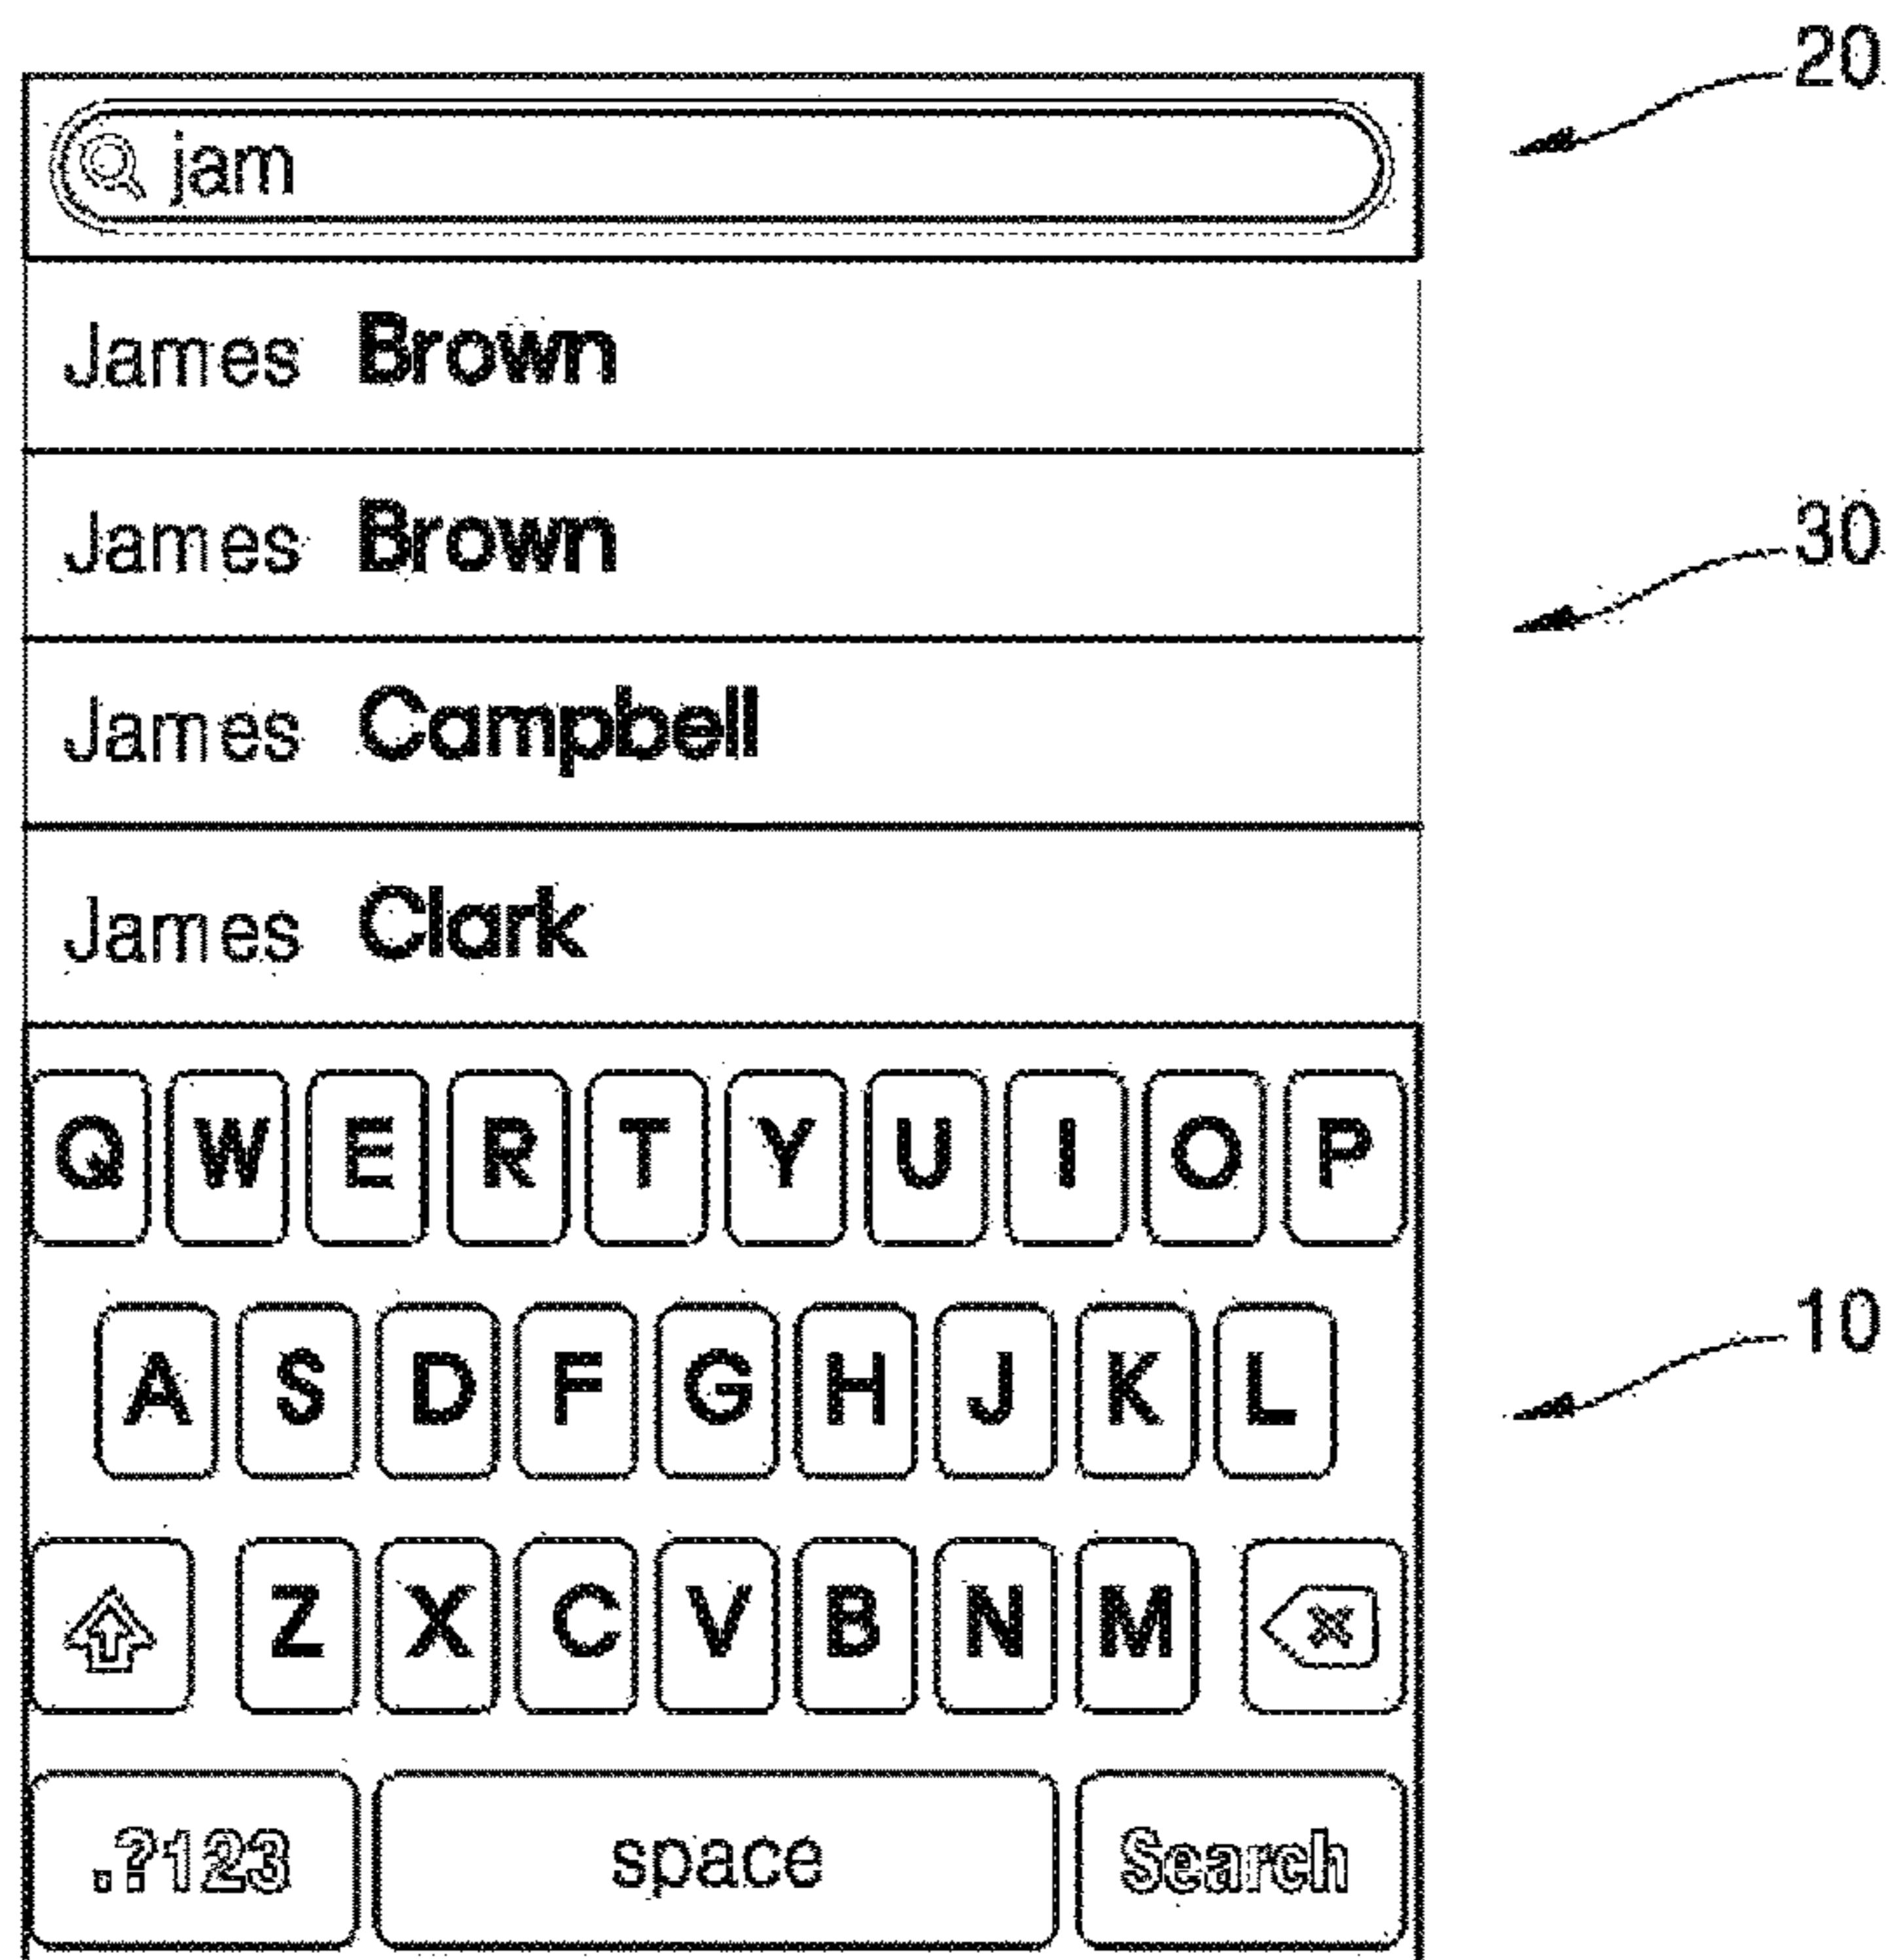 20
jam
James Brown
James Brown
30
James Campbell
James Clark
Q W E R T Y U I O P
A S D F G H J K L
10
Z X C V B N M
.?123 space Search